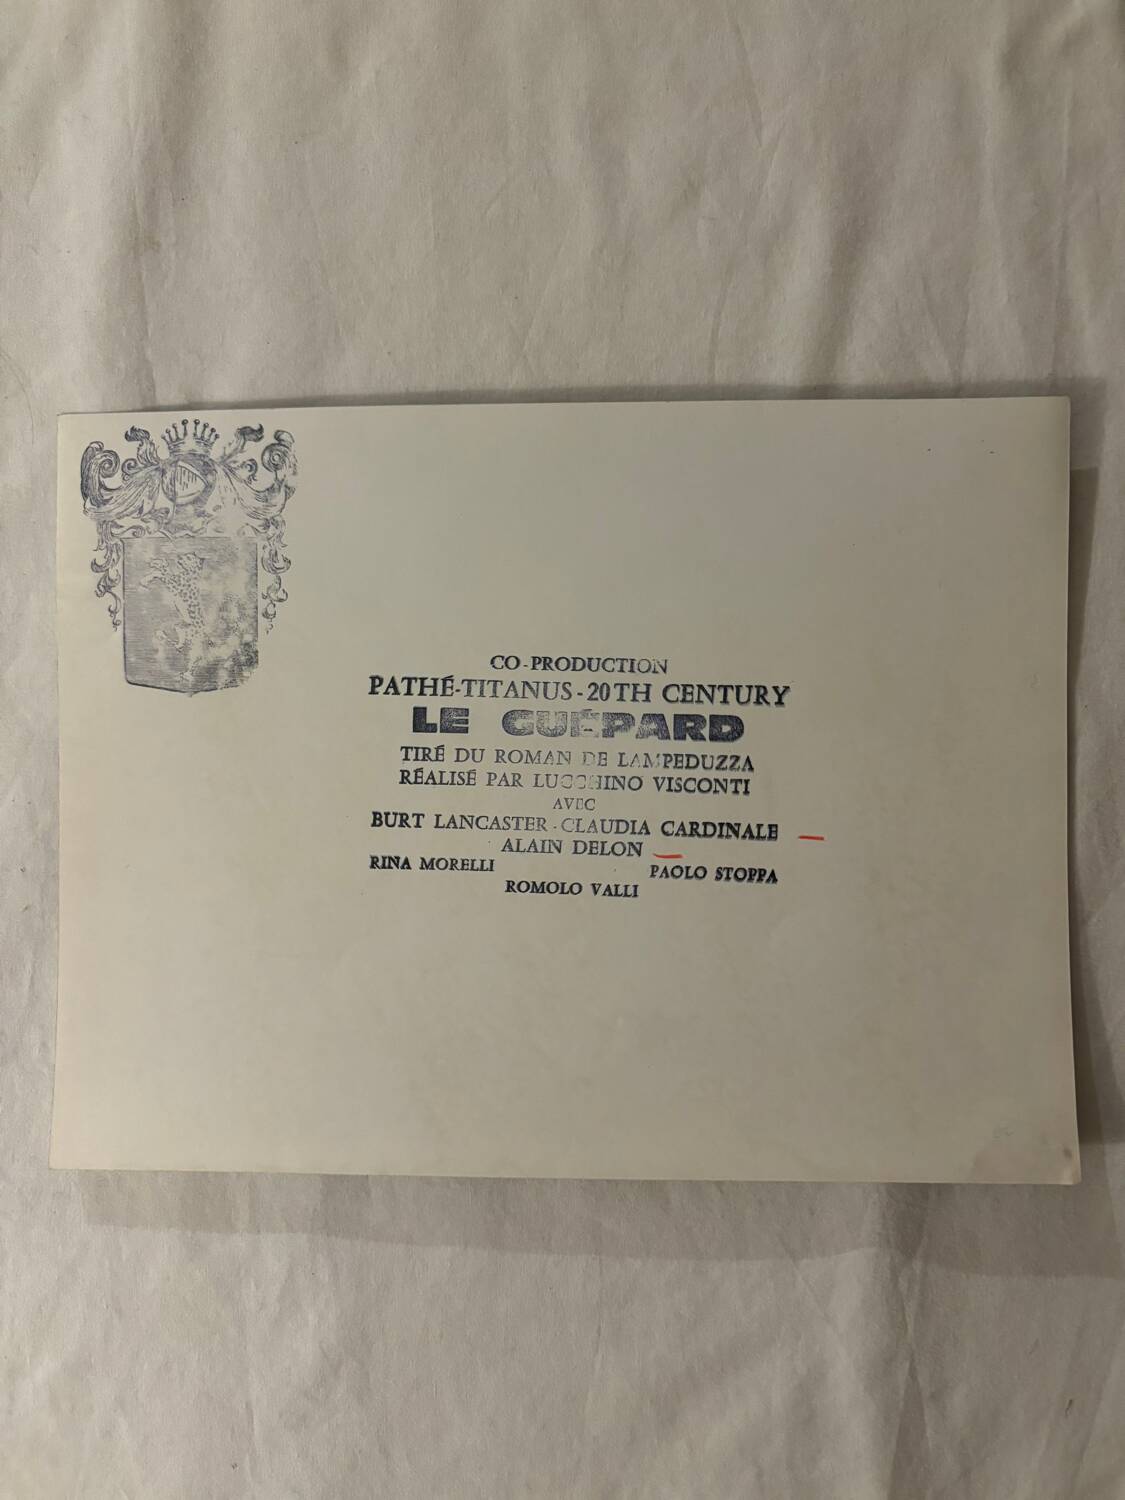 CO-PRODUCTION
PATHÉ-TITANUS-20TH CENTURY
LE GUÉPARD
TIRÉ DU ROMAN DE LAMPEDUZZA
RÉALISÉ PAR LUCCHINO VISCONTI
AVEC
BURT LANCASTER-CLAUDIA CARDINALE
ALAIN DELON
RINA MORELLI PAOLO STOPPA
ROMOLO VALLI